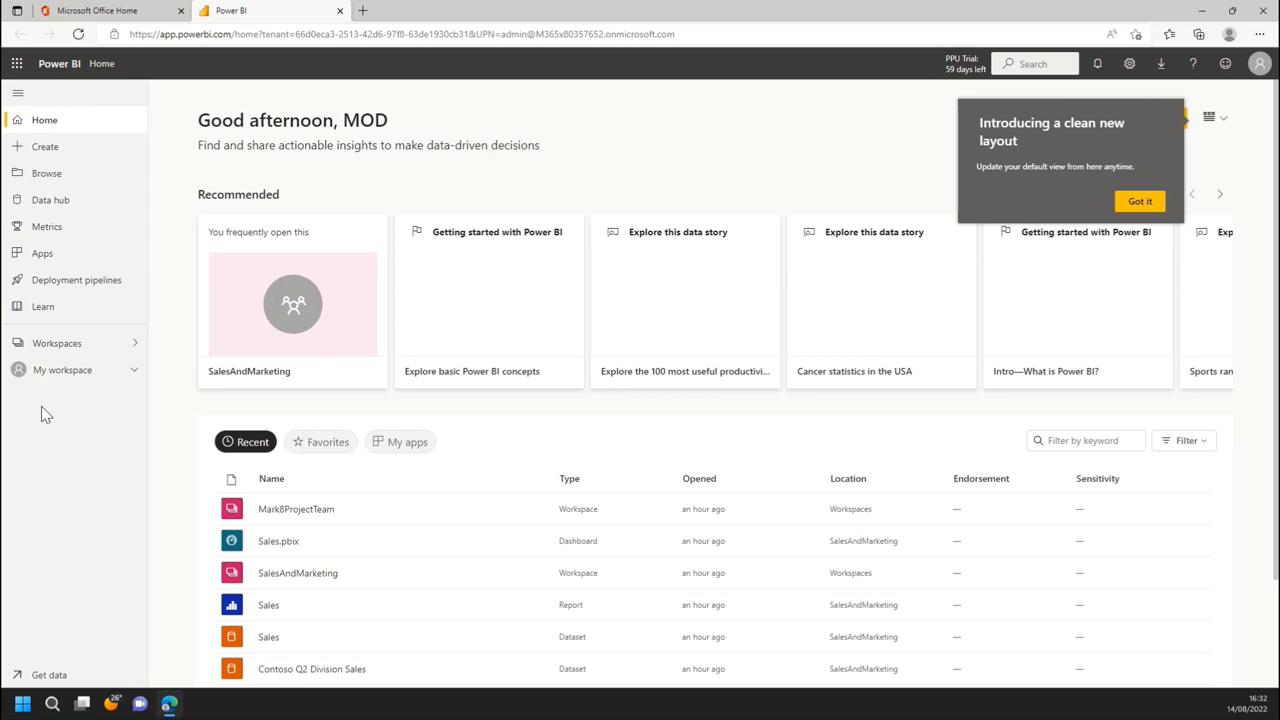 Microsoft Office Home
Power BI
https://app.powerbi.com/home?tenant=66d0eca3-2513-42d6-97f8-63de1930cb31&UPN=admin@M365x80357652.onmicrosoft.com
Power BI Home
PPU Trial:
59 days left
Search
Home
Create
Browse
Data hub
Metrics
Apps
Deployment pipelines
Learn
Workspaces
My workspace
Get data
Good afternoon, MOD
Find and share actionable insights to make data-driven decisions
Introducing a clean new
layout
Update your default view from here anytime.
Got it
Recommended
You frequently open this
SalesAndMarketing
Getting started with Power BI
Explore basic Power BI concepts
Explore this data story
Explore the 100 most useful productivi...
Explore this data story
Cancer statistics in the USA
Getting started with Power BI
Intro—What is Power BI?
Exp
Sports ran
Recent Favorites My apps
Filter by keyword Filter
Name Type Opened Location Endorsement Sensitivity
Mark8ProjectTeam Workspace an hour ago Workspaces — —
Sales.pbix Dashboard an hour ago SalesAndMarketing — —
SalesAndMarketing Workspace an hour ago Workspaces — —
Sales Report an hour ago SalesAndMarketing — —
Sales Dataset an hour ago SalesAndMarketing — —
Contoso Q2 Division Sales Dataset an hour ago SalesAndMarketing — —
26°
16:32
14/08/2022